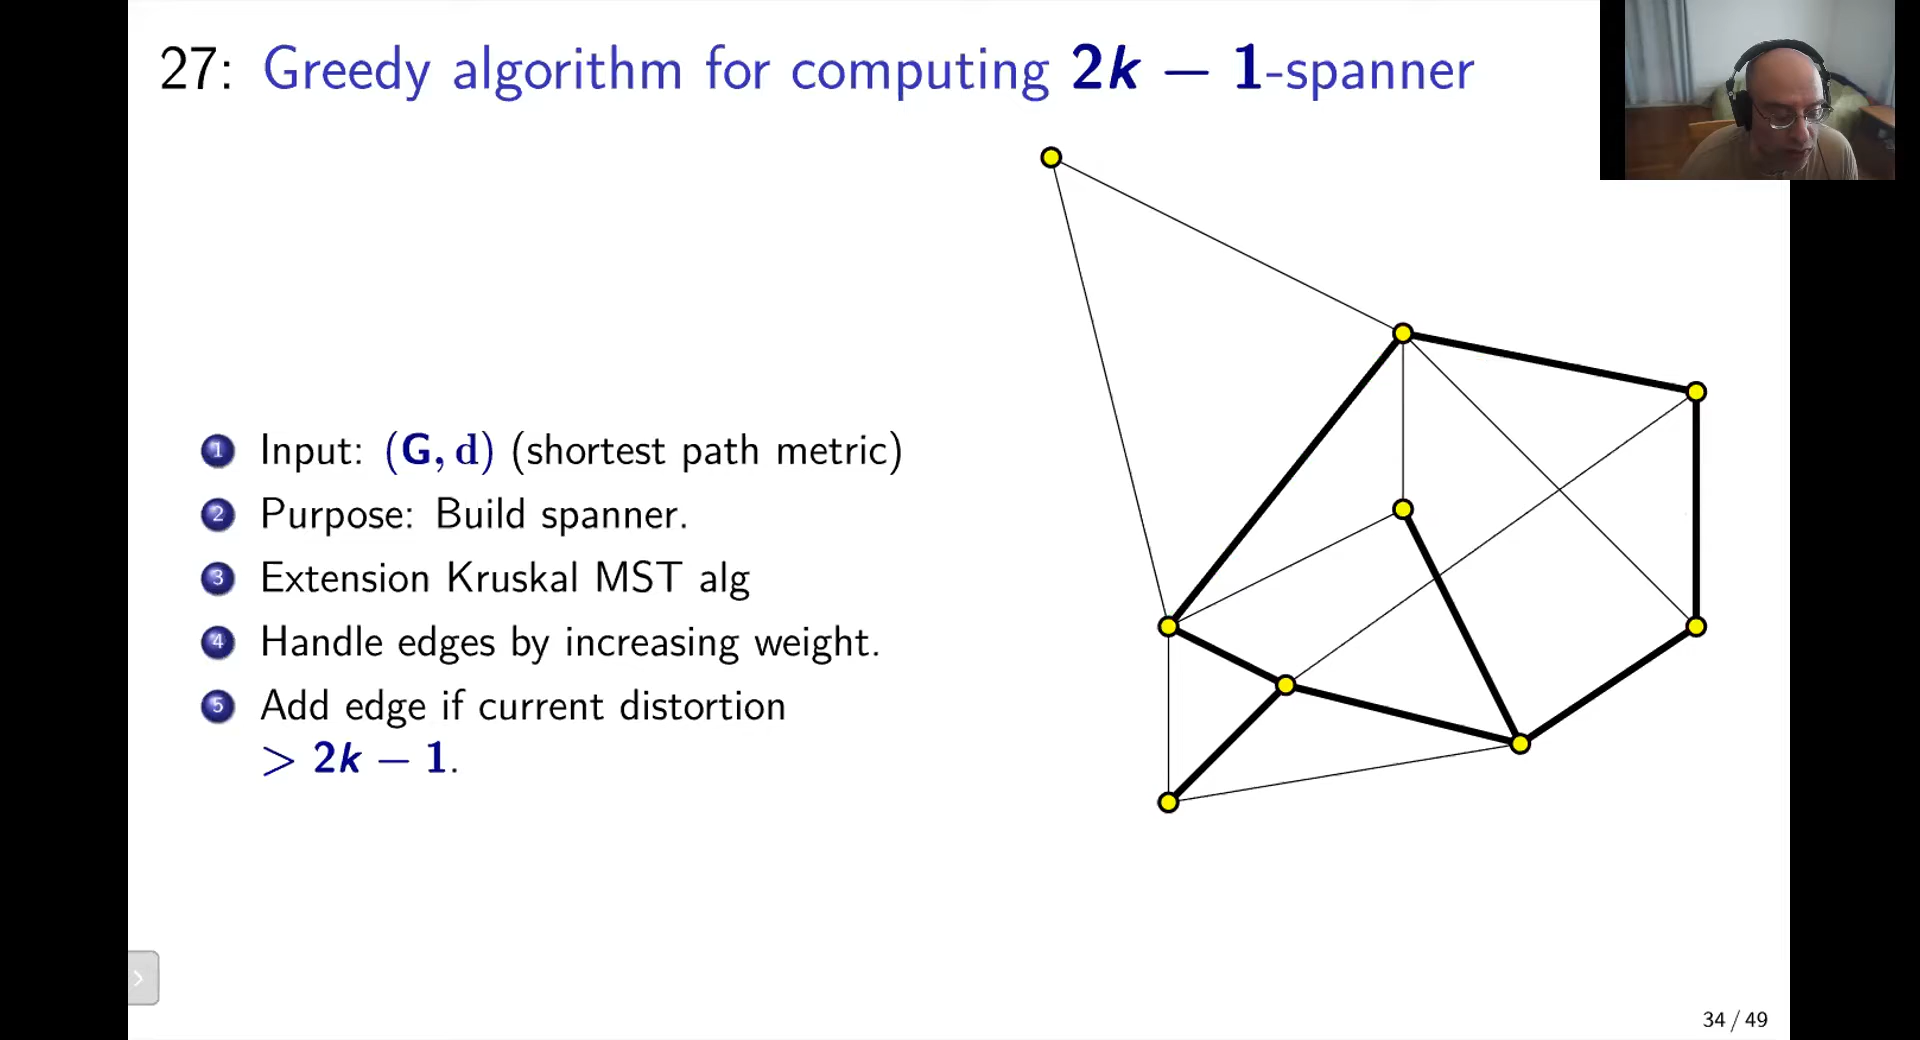 27: Greedy algorithm for computing 2k − 1-spanner
1 Input: (G, d) (shortest path metric)
2 Purpose: Build spanner.
3 Extension Kruskal MST alg
4 Handle edges by increasing weight.
5 Add edge if current distortion
> 2k − 1.
34 / 49